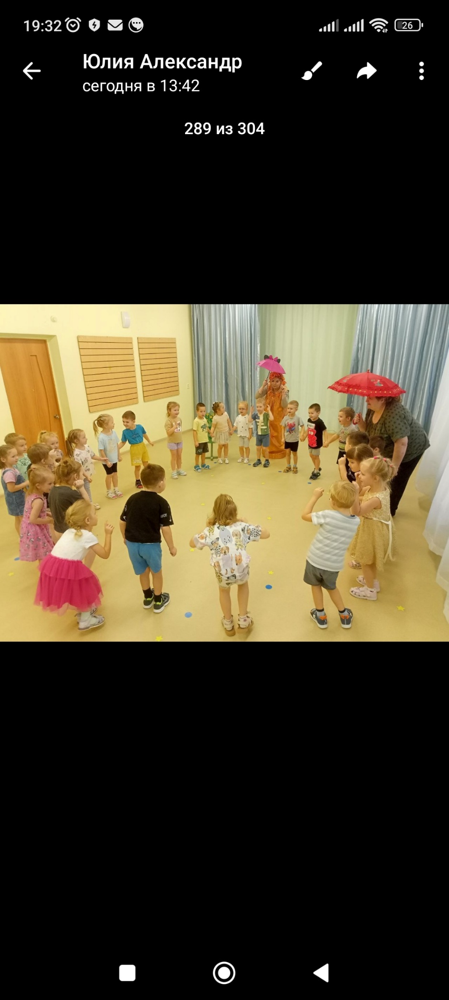 19:32
26
Юлия Александр
сегодня в 13:42
289 из 304